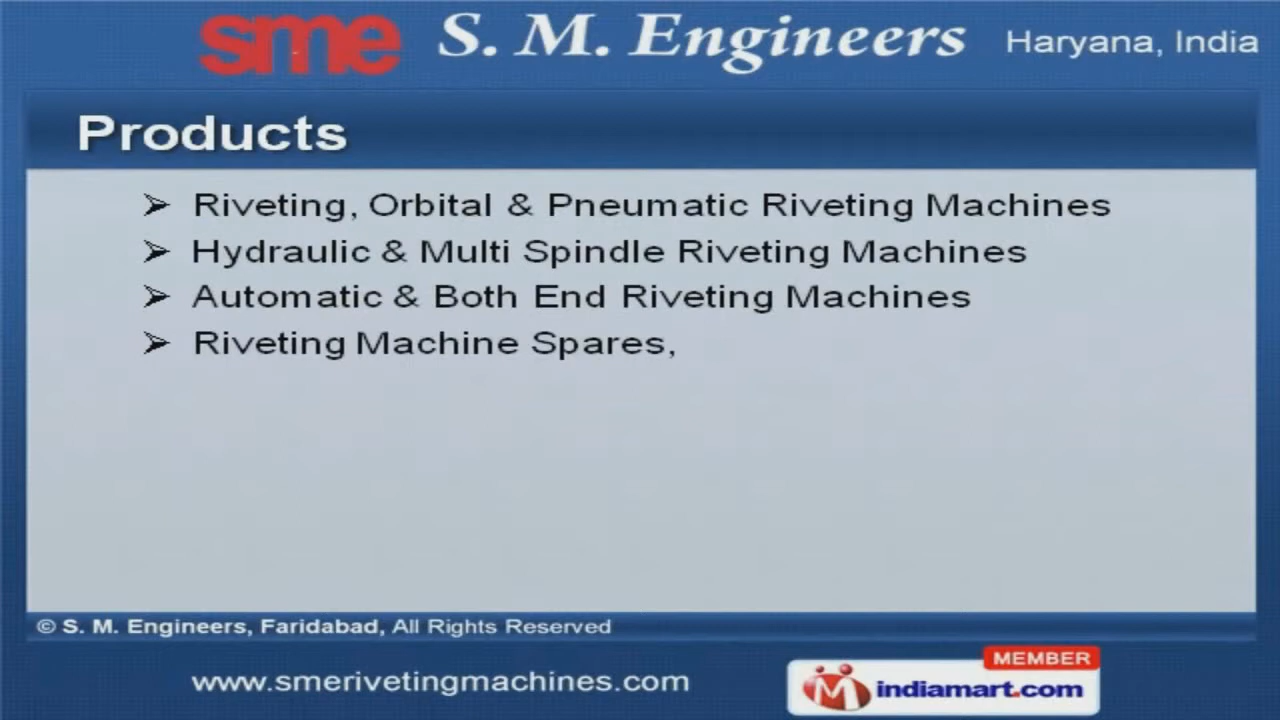 sme S. M. Engineers Haryana, India
Products
➢ Riveting, Orbital & Pneumatic Riveting Machines
➢ Hydraulic & Multi Spindle Riveting Machines
➢ Automatic & Both End Riveting Machines
➢ Riveting Machine Spares,
© S. M. Engineers, Faridabad, All Rights Reserved
MEMBER
www.smerivetingmachines.com
indiamart.com